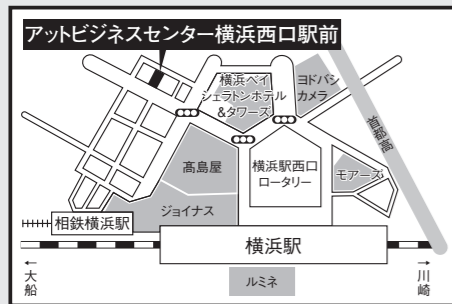 アットビジネスセンター横浜西口駅前
横浜ベイ
シェラトンホテル
&タワーズ
ヨドバシ
カメラ
首都高
髙島屋
横浜駅西口
ロータリー
モアーズ
ジョイナス
相鉄横浜駅
横浜駅
←大船
→川崎
ルミネ